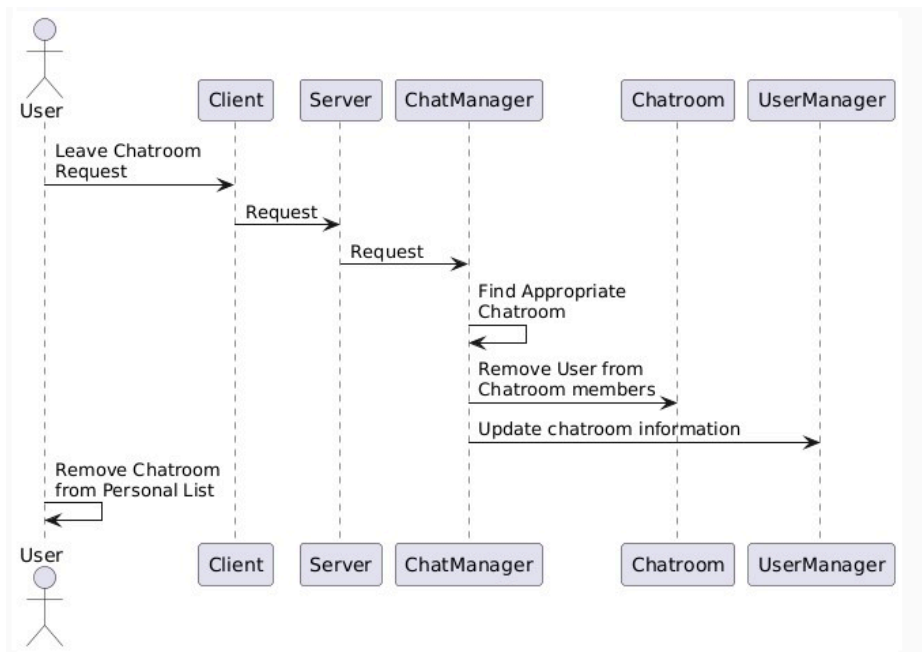 User
Client
Server
ChatManager
Chatroom
UserManager
Leave Chatroom
Request
Request
Request
Find Appropriate
Chatroom
Remove User from
Chatroom members
Update chatroom information
Remove Chatroom
from Personal List
User
Client
Server
ChatManager
Chatroom
UserManager